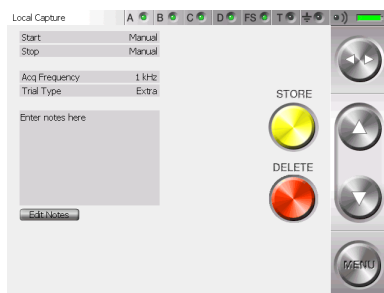 Local Capture A B C D FS T
Start Manual
Stop Manual
Acq Frequency 1 kHz
Trial Type Extra
STORE
Enter notes here
DELETE
Edit Notes
MENU